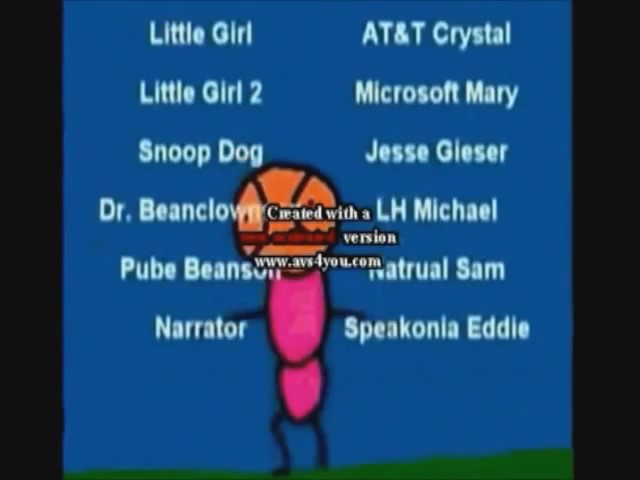 Little Girl AT&T Crystal
Little Girl 2 Microsoft Mary
Snoop Dog Jesse Gieser
Dr. Beanclown LH Michael
Created with a
version
www.avs4you.com
Pube Beanson Natrual Sam
Narrator Speakonia Eddie